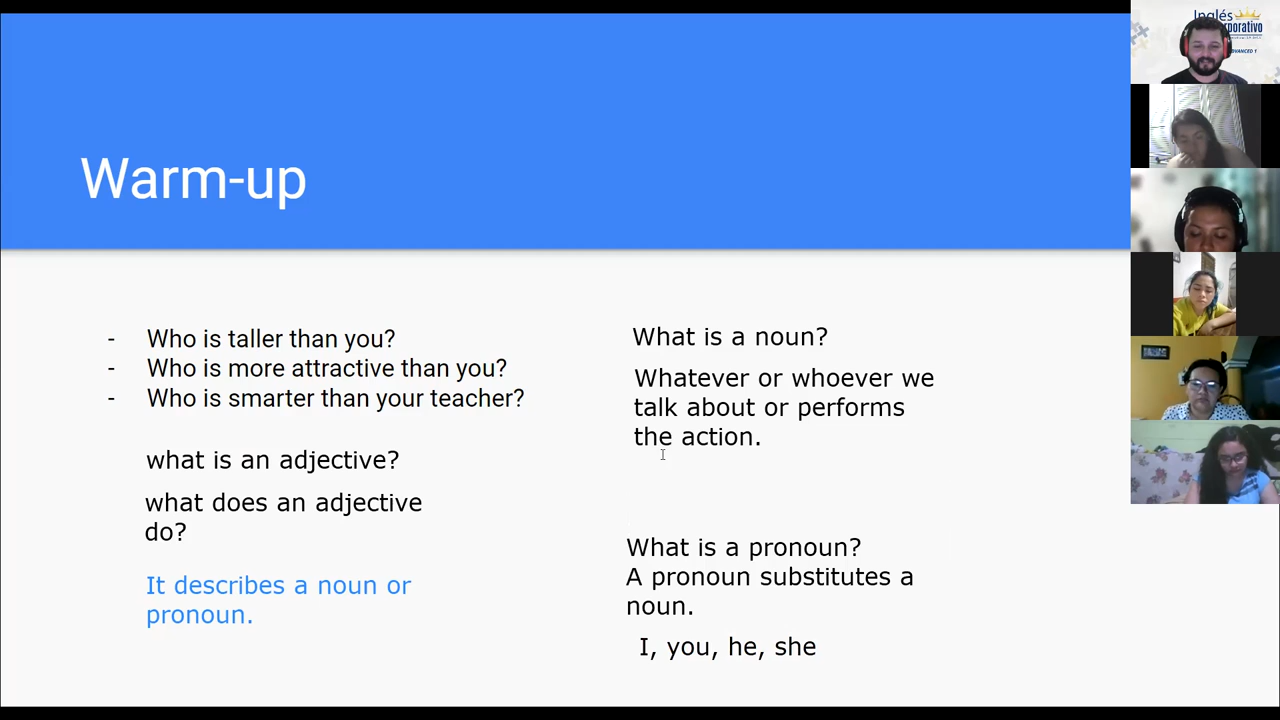 Warm-up
- Who is taller than you?
- Who is more attractive than you?
- Who is smarter than your teacher?
what is an adjective?
what does an adjective
do?
It describes a noun or
pronoun.
What is a noun?
Whatever or whoever we
talk about or performs
the action.
What is a pronoun?
A pronoun substitutes a
noun.
I, you, he, she
Inglés